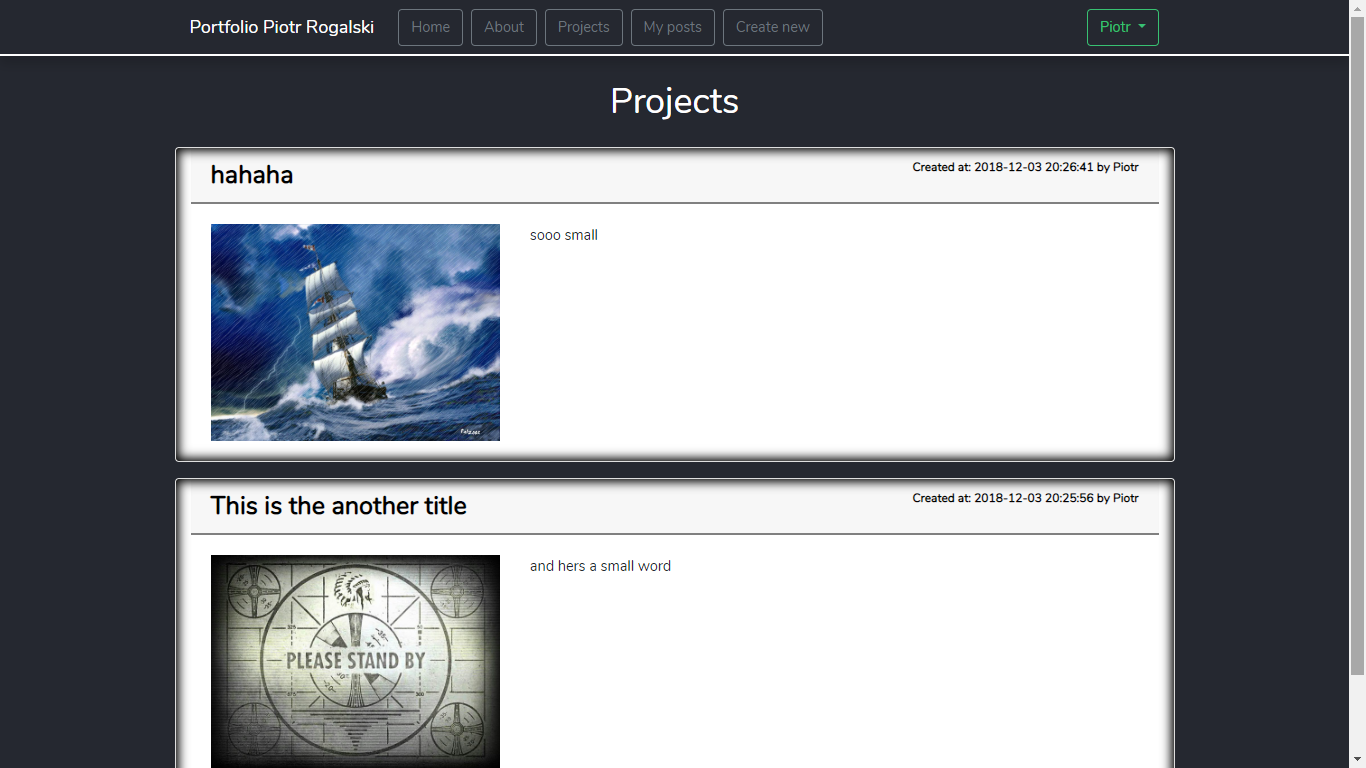 Portfolio Piotr Rogalski Home About Projects My posts Create new Piotr
Projects
hahaha Created at: 2018-12-03 20:26:41 by Piotr
sooo small
This is the another title Created at: 2018-12-03 20:25:56 by Piotr
and hers a small word
PLEASE STAND BY